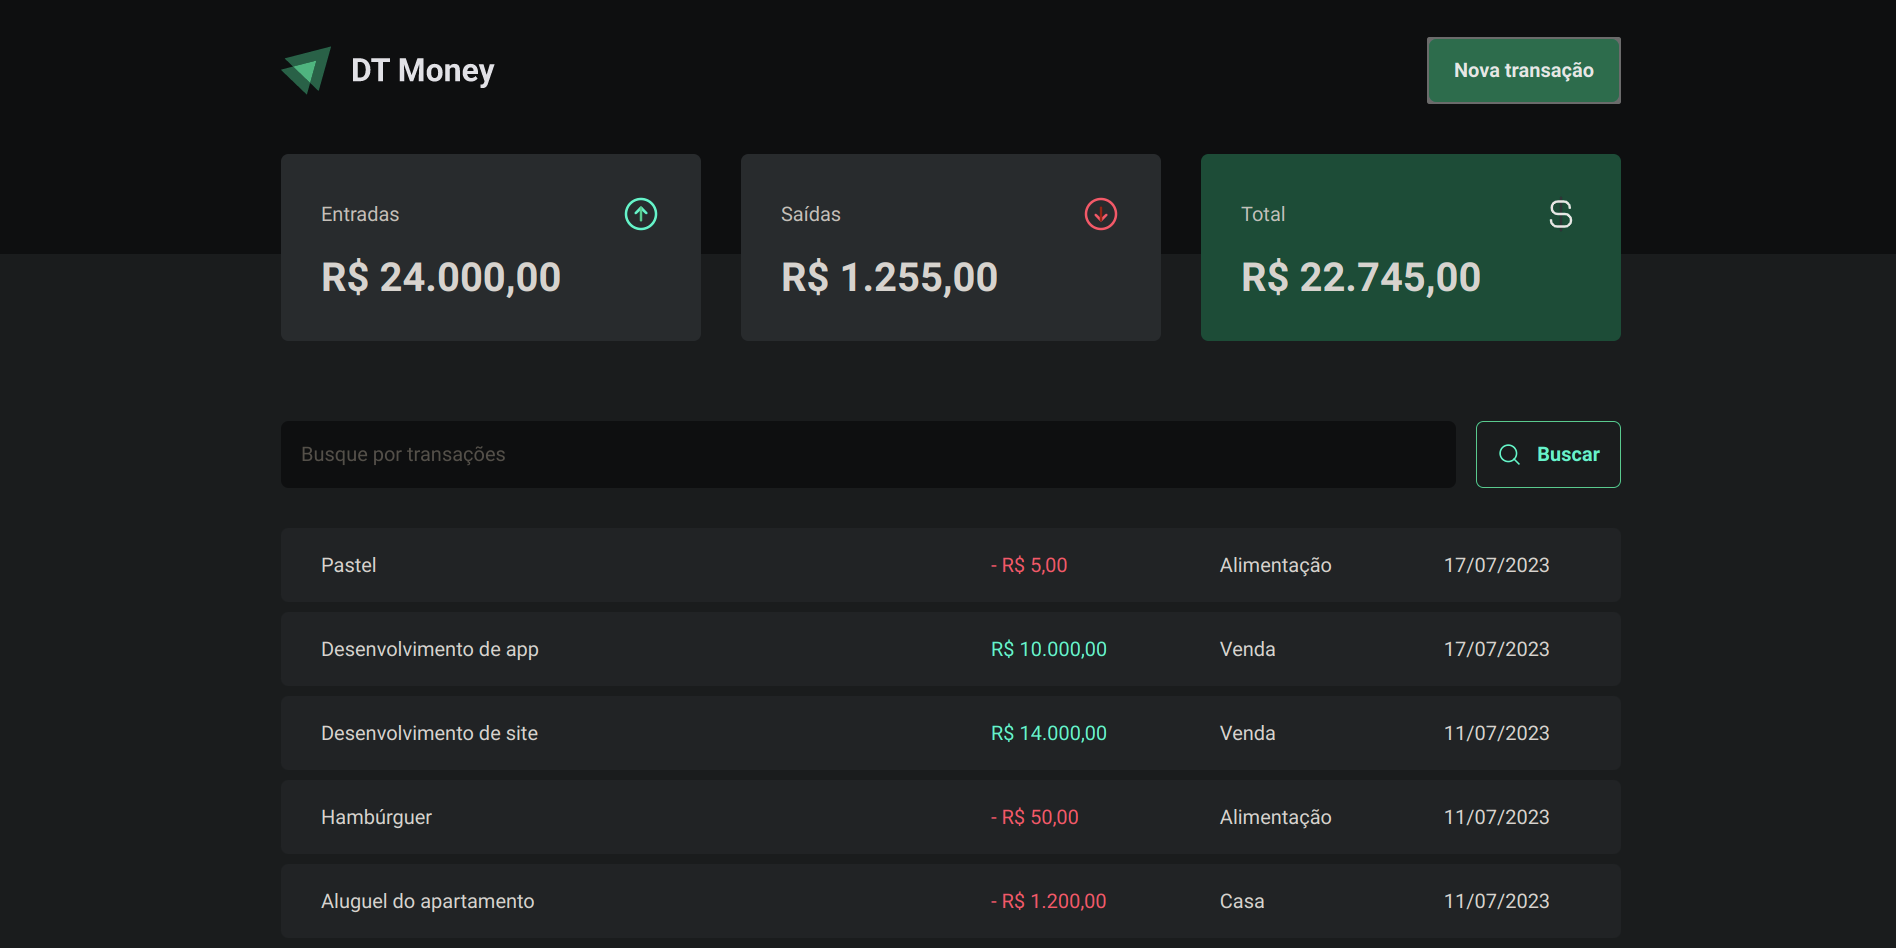 DT Money
Nova transação
Entradas
R$ 24.000,00
Saídas
R$ 1.255,00
Total
R$ 22.745,00
Busque por transações
Buscar
Pastel - R$ 5,00 Alimentação 17/07/2023
Desenvolvimento de app R$ 10.000,00 Venda 17/07/2023
Desenvolvimento de site R$ 14.000,00 Venda 11/07/2023
Hambúrguer - R$ 50,00 Alimentação 11/07/2023
Aluguel do apartamento - R$ 1.200,00 Casa 11/07/2023